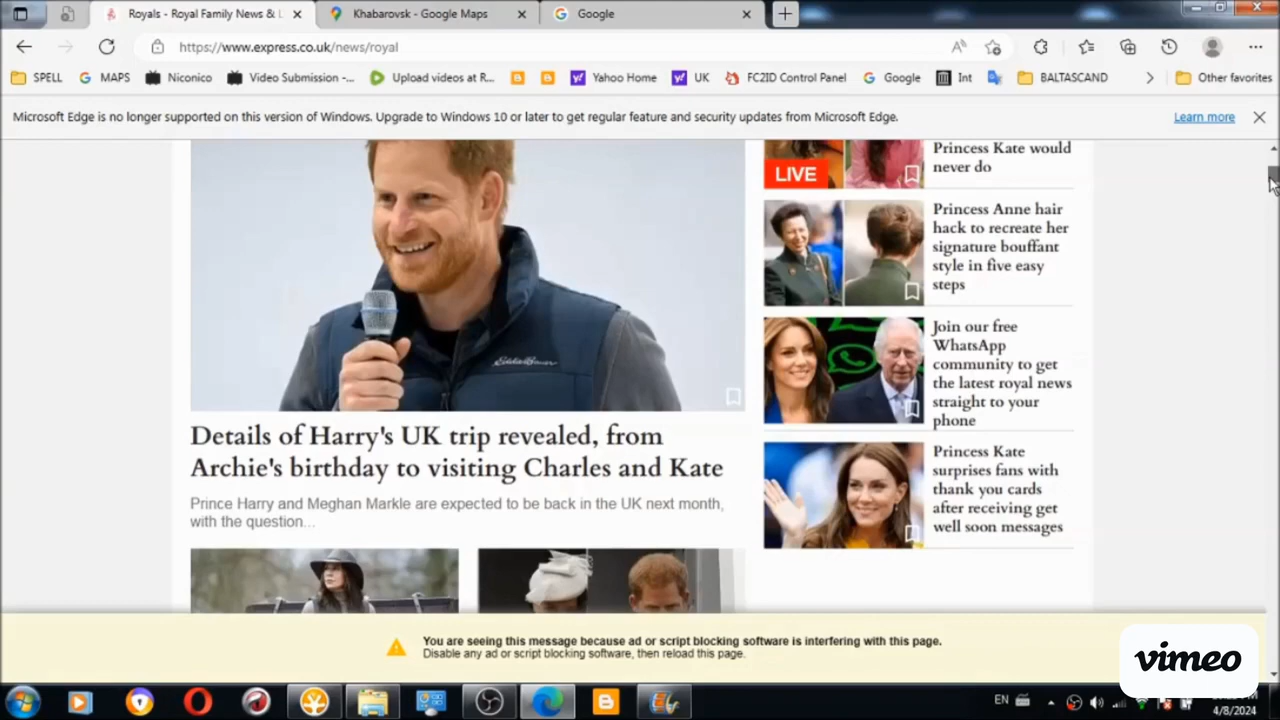 Royals - Royal Family News & L
Khabarovsk - Google Maps
Google
https://www.express.co.uk/news/royal
SPELL
MAPS
Niconico
Video Submission -...
Upload videos at R...
Yahoo Home
UK
FC2ID Control Panel
Google
Int
BALTASCAND
Other favorites
Microsoft Edge is no longer supported on this version of Windows. Upgrade to Windows 10 or later to get regular feature and security updates from Microsoft Edge.
Learn more
Eddie Bauer
Details of Harry's UK trip revealed, from
Archie's birthday to visiting Charles and Kate
Prince Harry and Meghan Markle are expected to be back in the UK next month,
with the question...
LIVE
Princess Kate would
never do
Princess Anne hair
hack to recreate her
signature bouffant
style in five easy
steps
Join our free
WhatsApp
community to get
the latest royal news
straight to your
phone
Princess Kate
surprises fans with
thank you cards
after receiving get
well soon messages
You are seeing this message because ad or script blocking software is interfering with this page.
Disable any ad or script blocking software, then reload this page.
vimeo
EN
4/8/2024